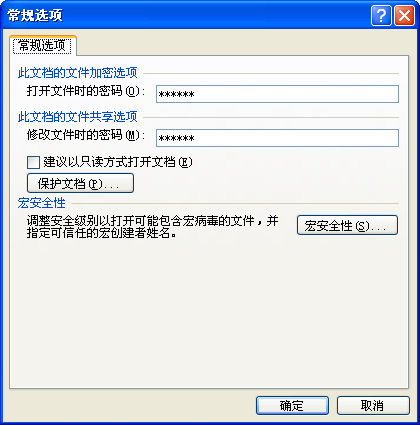 常规选项
常规选项
此文档的文件加密选项
打开文件时的密码(O): ******
此文档的文件共享选项
修改文件时的密码(M): ******
建议以只读方式打开文档(E)
保护文档(P)...
宏安全性
调整安全级别以打开可能包含宏病毒的文件，并
指定可信任的宏创建者姓名。
宏安全性(S)...
确定 取消